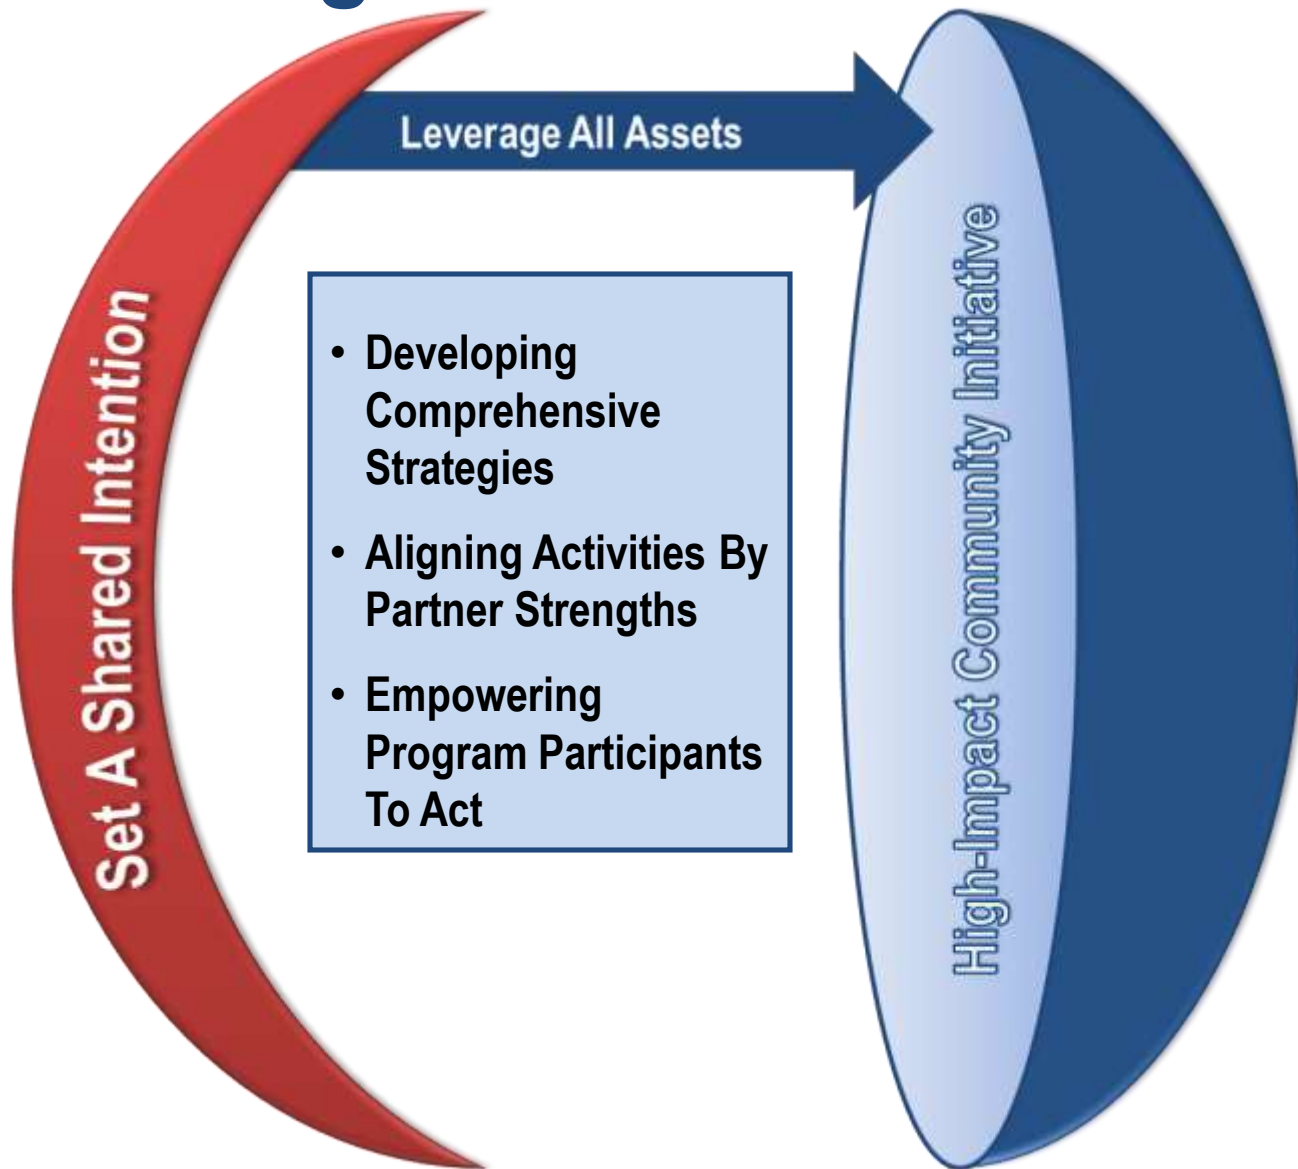 Leverage All Assets
Set A Shared Intention
• Developing
Comprehensive
Strategies
• Aligning Activities By
Partner Strengths
• Empowering
Program Participants
To Act
High-Impact Community Initiative